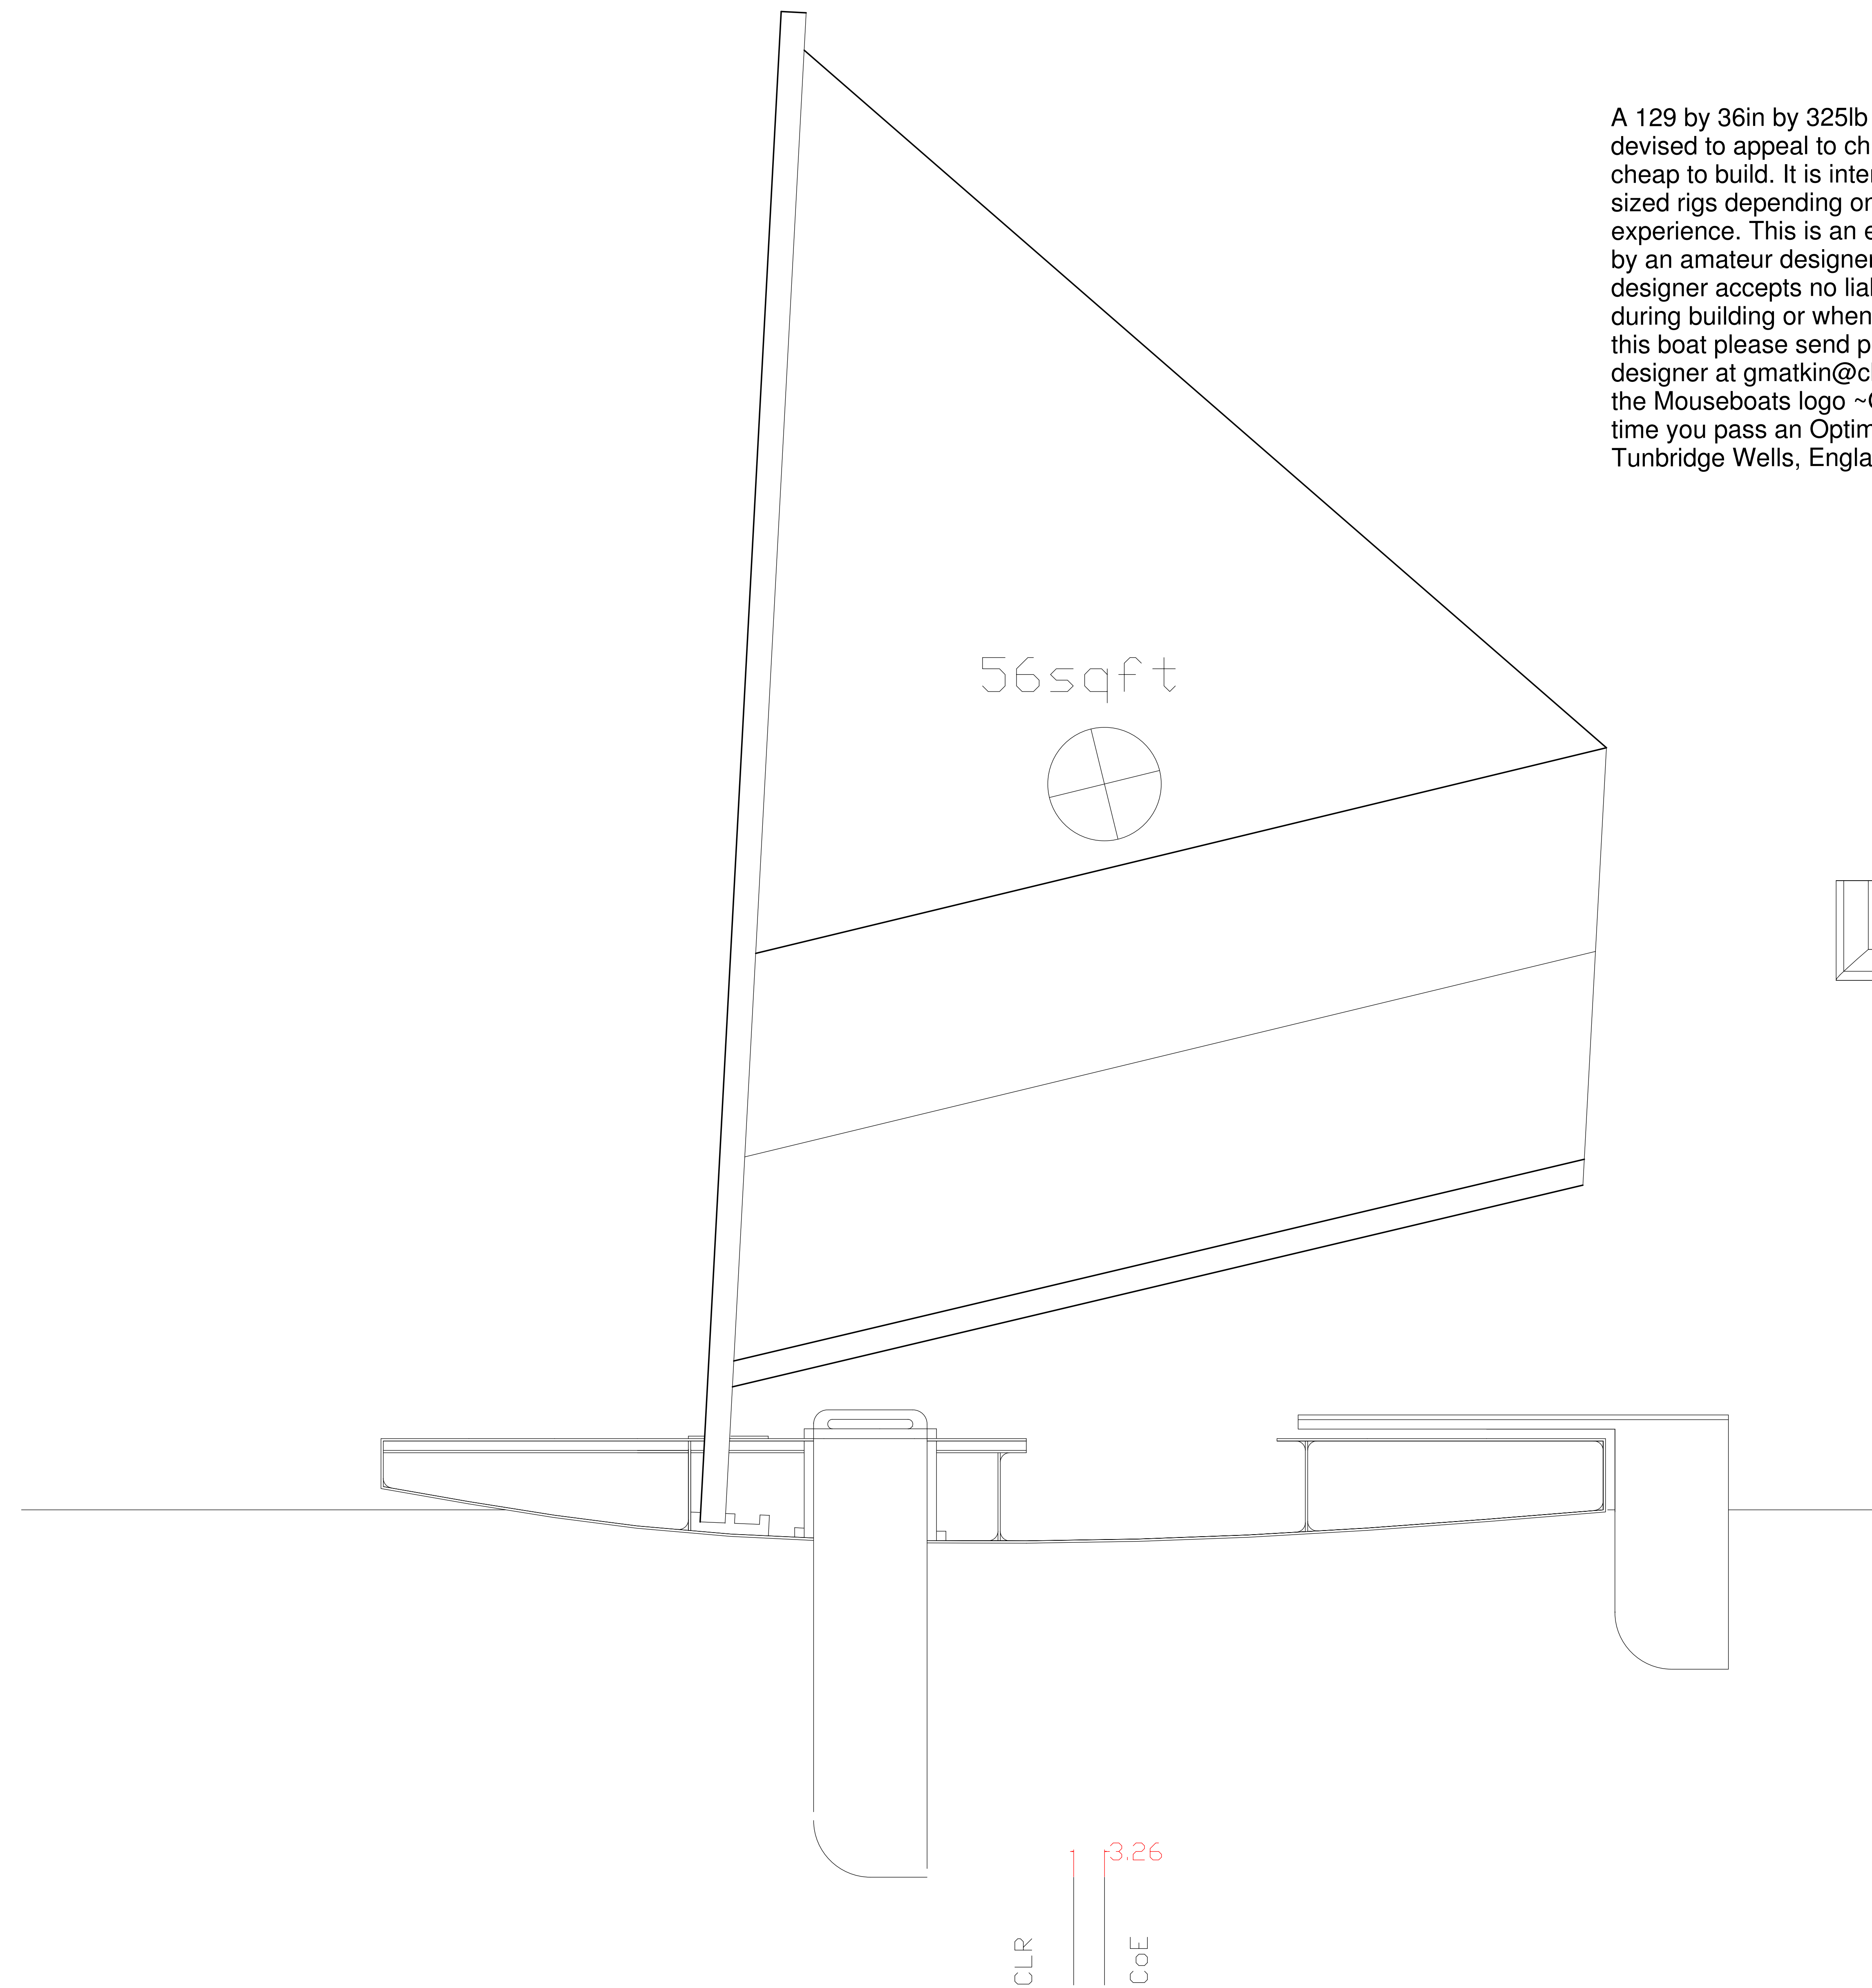 A 129 by 36in by 325lb
devised to appeal to ch
cheap to build. It is inte
sized rigs depending
experience. This is an
by an amateur designer
designer accepts no lia
during building or when
this boat please send p
designer at gmatkin@c
the Mouseboats logo
time you pass an Optim
Tunbridge Wells, Engla
56sqft
3.26
CLR
CoE